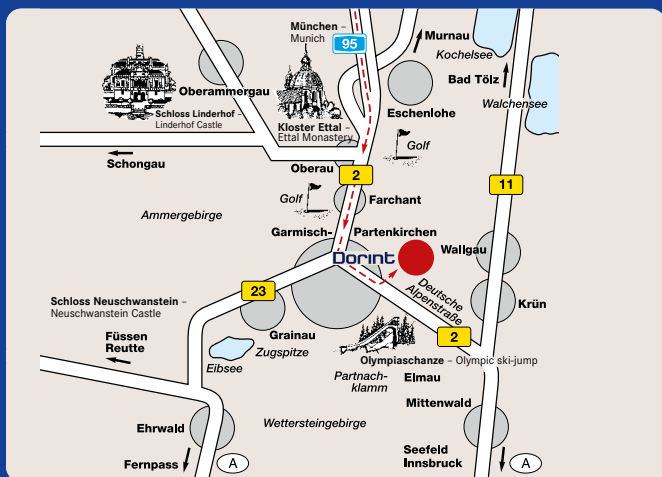 München –
Munich
95
Murnau
Kochelsee
Bad Tölz
Walchensee
Oberammergau
Eschenlohe
Schloss Linderhof –
Linderhof Castle
Kloster Ettal –
Ettal Monastery
Golf
Schongau
Oberau
2
11
Golf
Farchant
Ammergebirge
Garmisch-
Partenkirchen
Dorint
Wallgau
23
Deutsche
Alpenstraße
Schloss Neuschwanstein –
Neuschwanstein Castle
Krün
Füssen
Reutte
Grainau
2
Zugspitze
Eibsee
Olympiaschanze – Olympic ski-jump
Partnach-
klamm
Elmau
Mittenwald
Ehrwald
Wettersteingebirge
Seefeld
Innsbruck
Fernpass
A
A